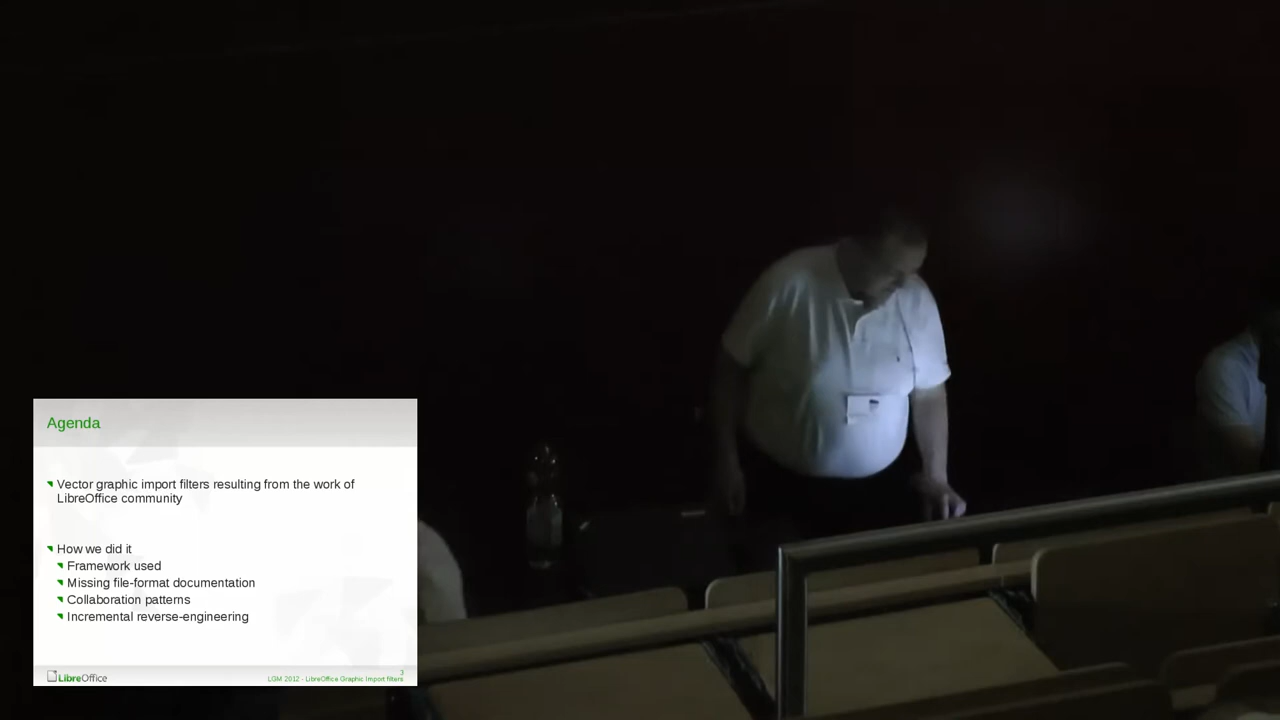 Agenda
Vector graphic import filters resulting from the work of
LibreOffice community
How we did it
Framework used
Missing file-format documentation
Collaboration patterns
Incremental reverse-engineering
3
LibreOffice
LGM 2012 - LibreOffice Graphic Import filters